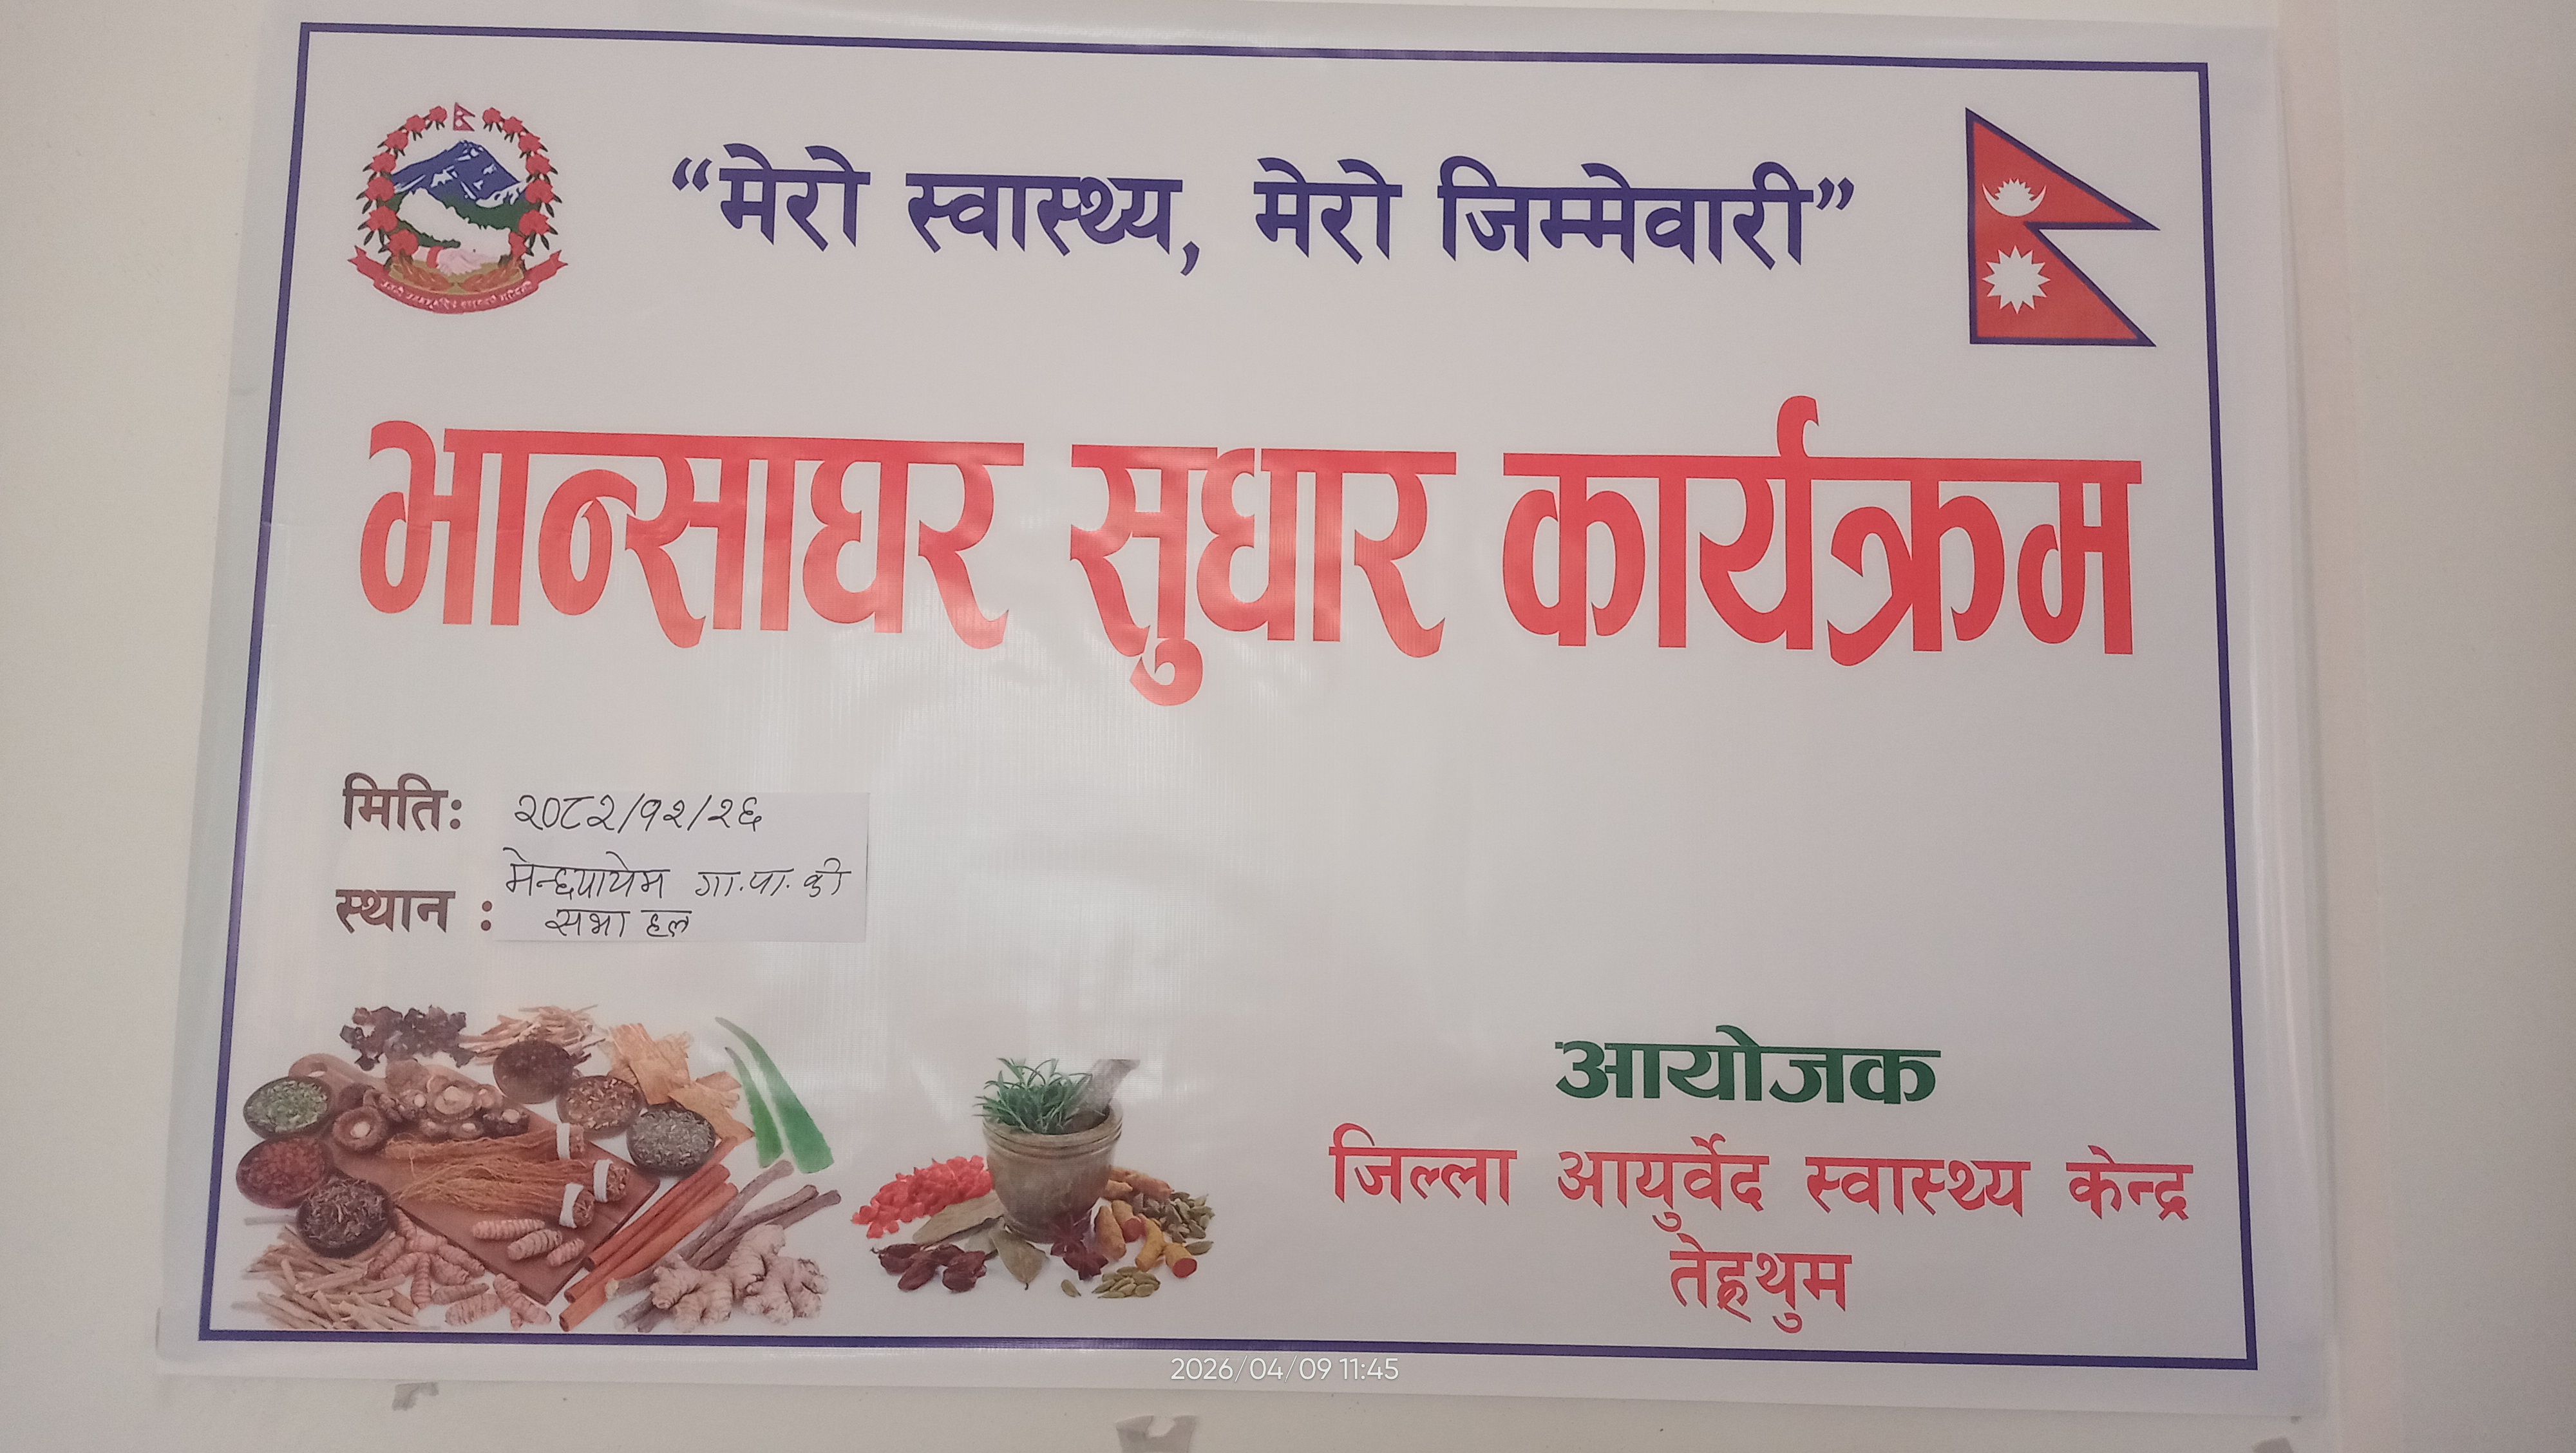 “मेरो स्वास्थ्य, मेरो जिम्मेवारी”
भान्साघर सुधार कार्यक्रम
मितिः २०८२/१२/२६
स्थान : मेन्छयायेम गा.पा. को
सभा हल
आयोजक
जिल्ला आयुर्वेद स्वास्थ्य केन्द्र
तेह्रथुम
2026/04/09 11:45